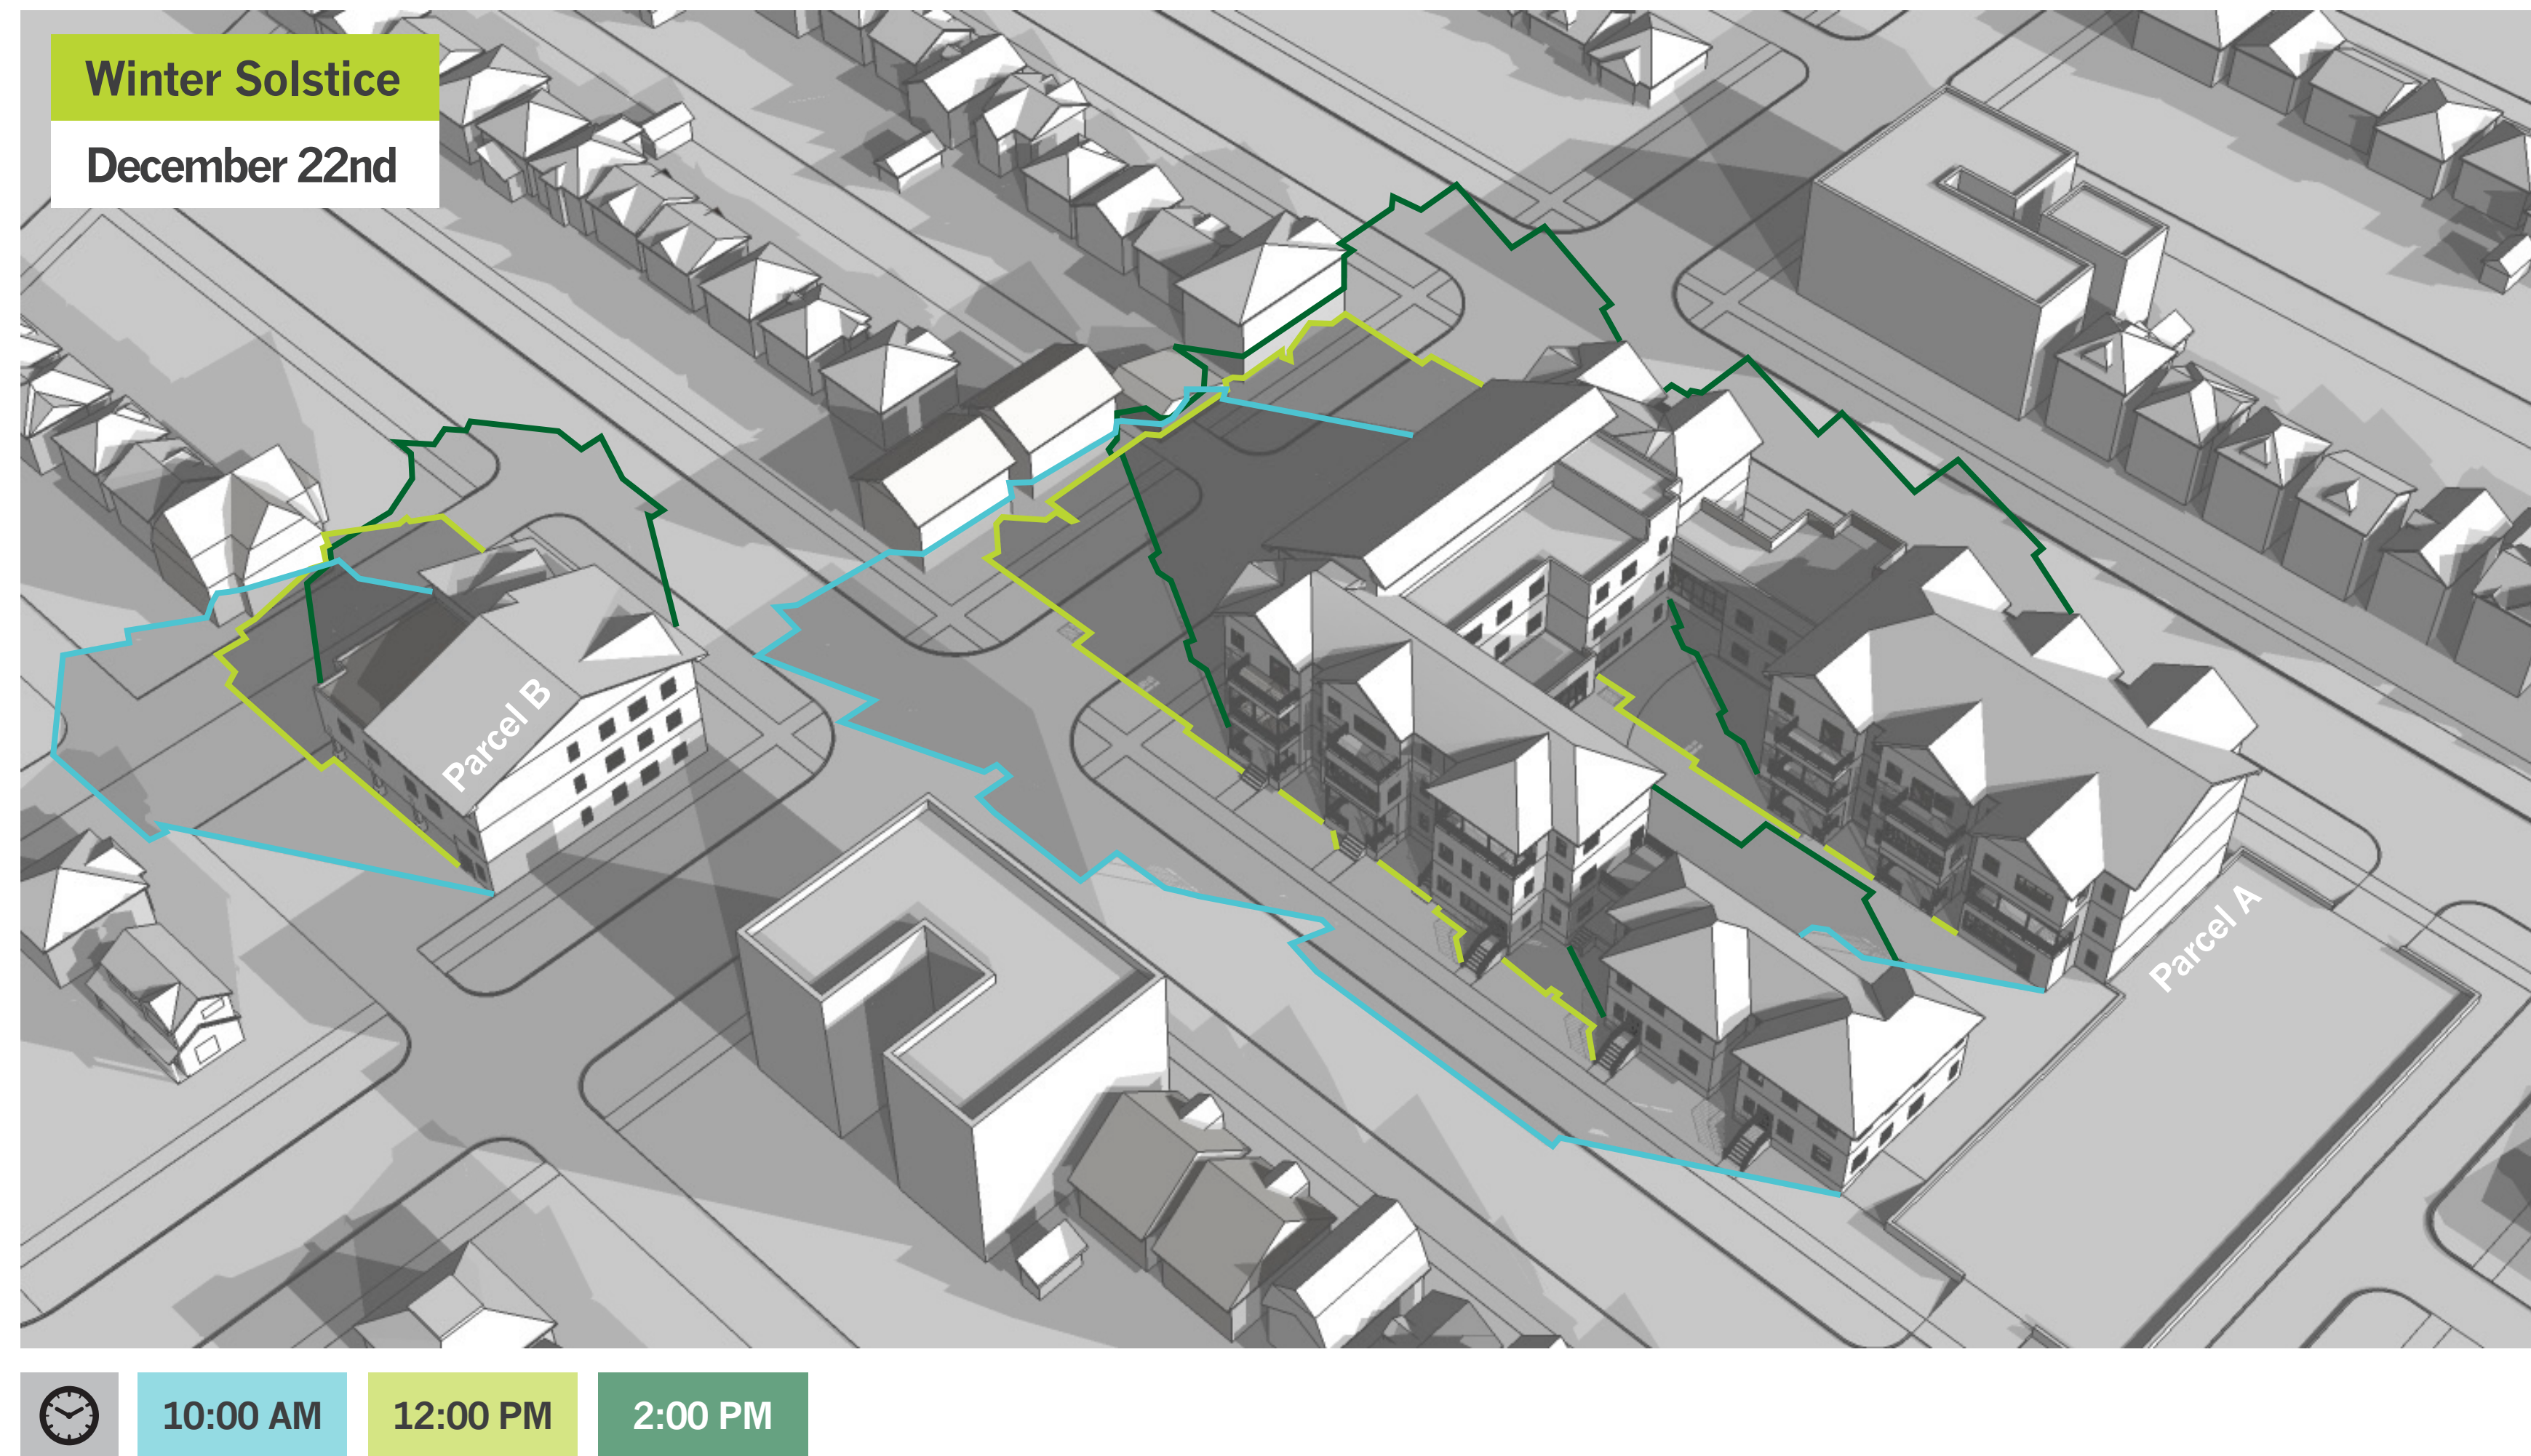 Winter Solstice
December 22nd
Parcel B
Parcel A
10:00 AM
12:00 PM
2:00 PM